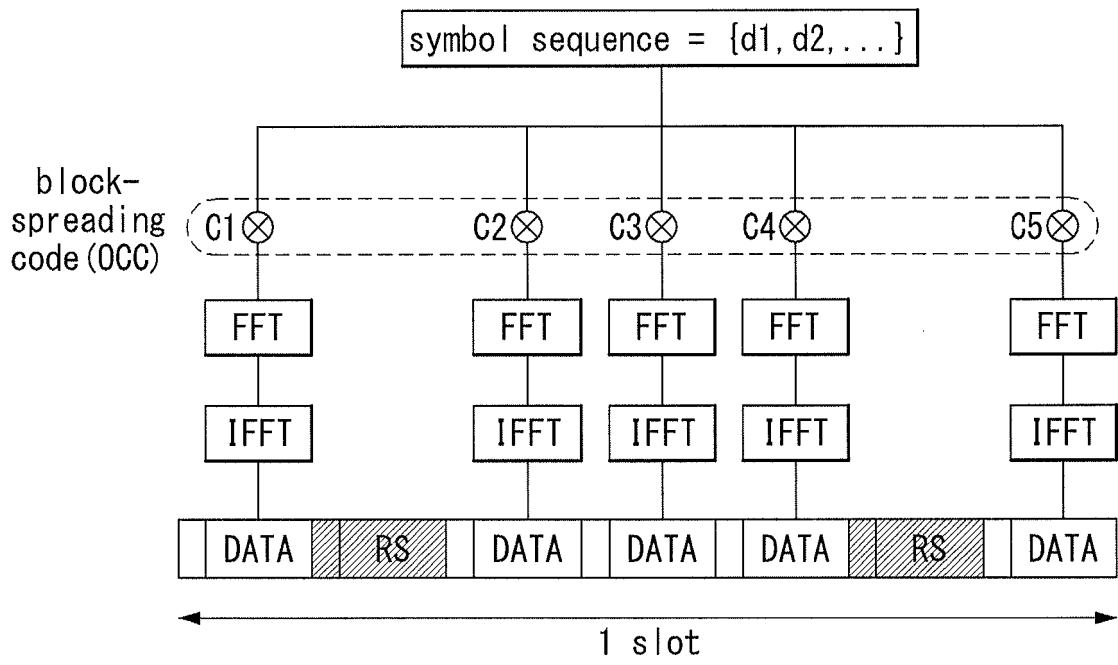 symbol sequence = {d1,d2,...}
block-
spreading
code(OCC)
C1 C2 C3 C4 C5
FFT FFT FFT FFT FFT
IFFT IFFT IFFT IFFT IFFT
DATA RS DATA DATA DATA RS DATA
1 slot